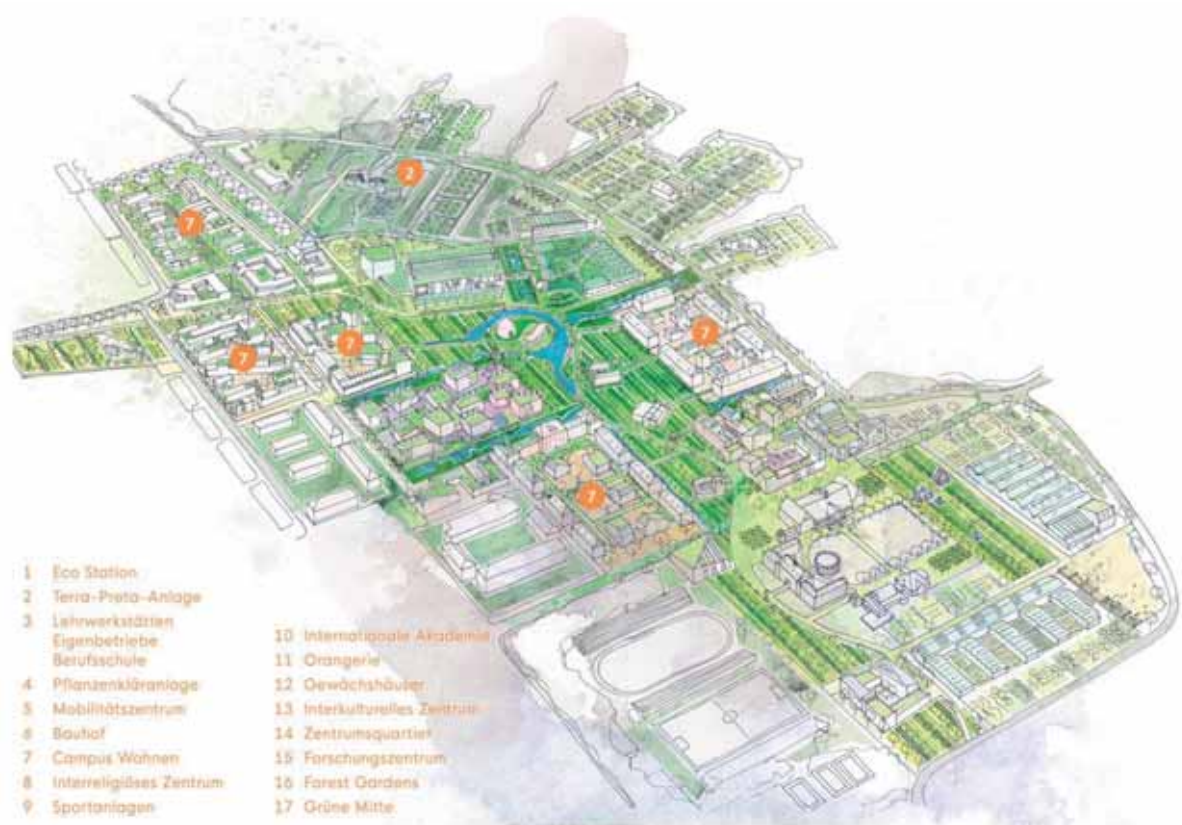 2
7
7
7
7
7
1 Eco Station
2 Terra-Preta-Anlage
3 Lehrwerkstätten
Eigenbetriebe
Berufsschule
4 Pflanzenkläranlage
5 Mobilitätszentrum
6 Bauhof
7 Campus Wohnen
8 Interreligiöses Zentrum
9 Sportanlagen
10 Internationale Akademie
11 Orangerie
12 Gewächshäuser
13 Interkulturelles Zentrum
14 Zentrumsquartier
15 Forschungszentrum
16 Forest Gardens
17 Grüne Mitte